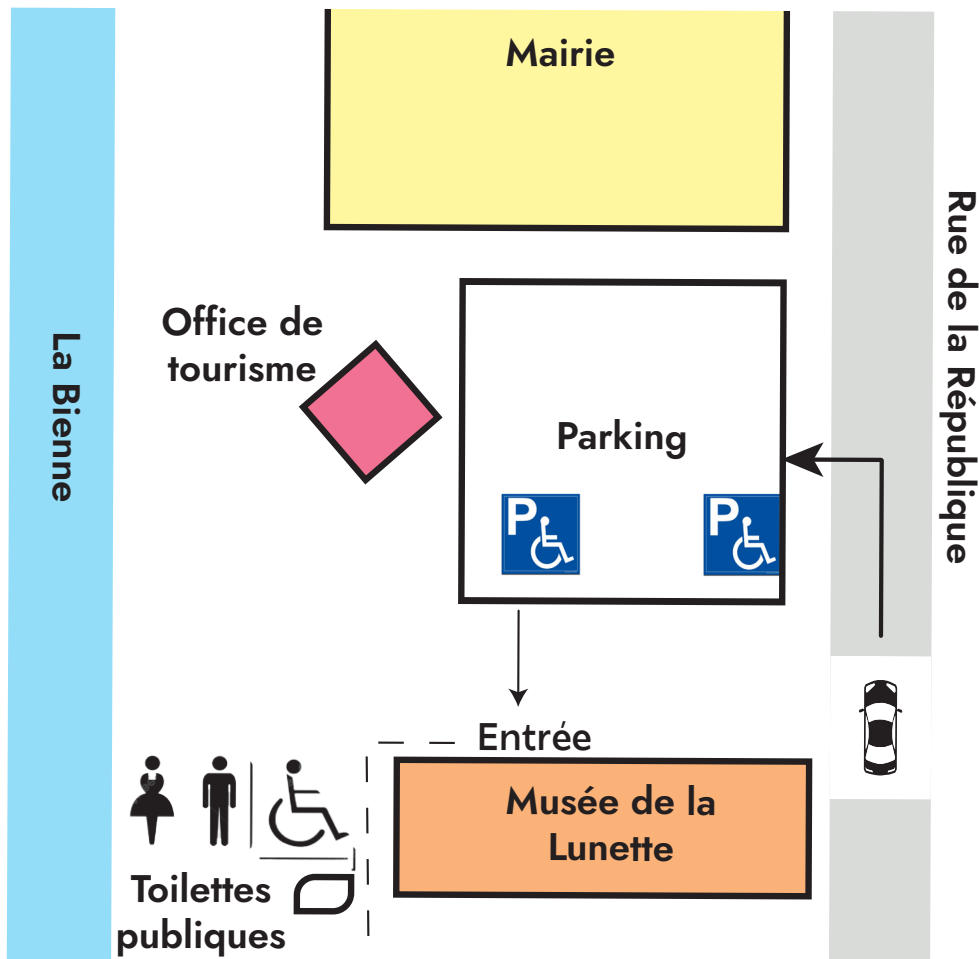 Mairie
Rue de la République
Office de
tourisme
La Bienne
Parking
P
P
Entrée
Musée de la
Lunette
Toilettes
publiques